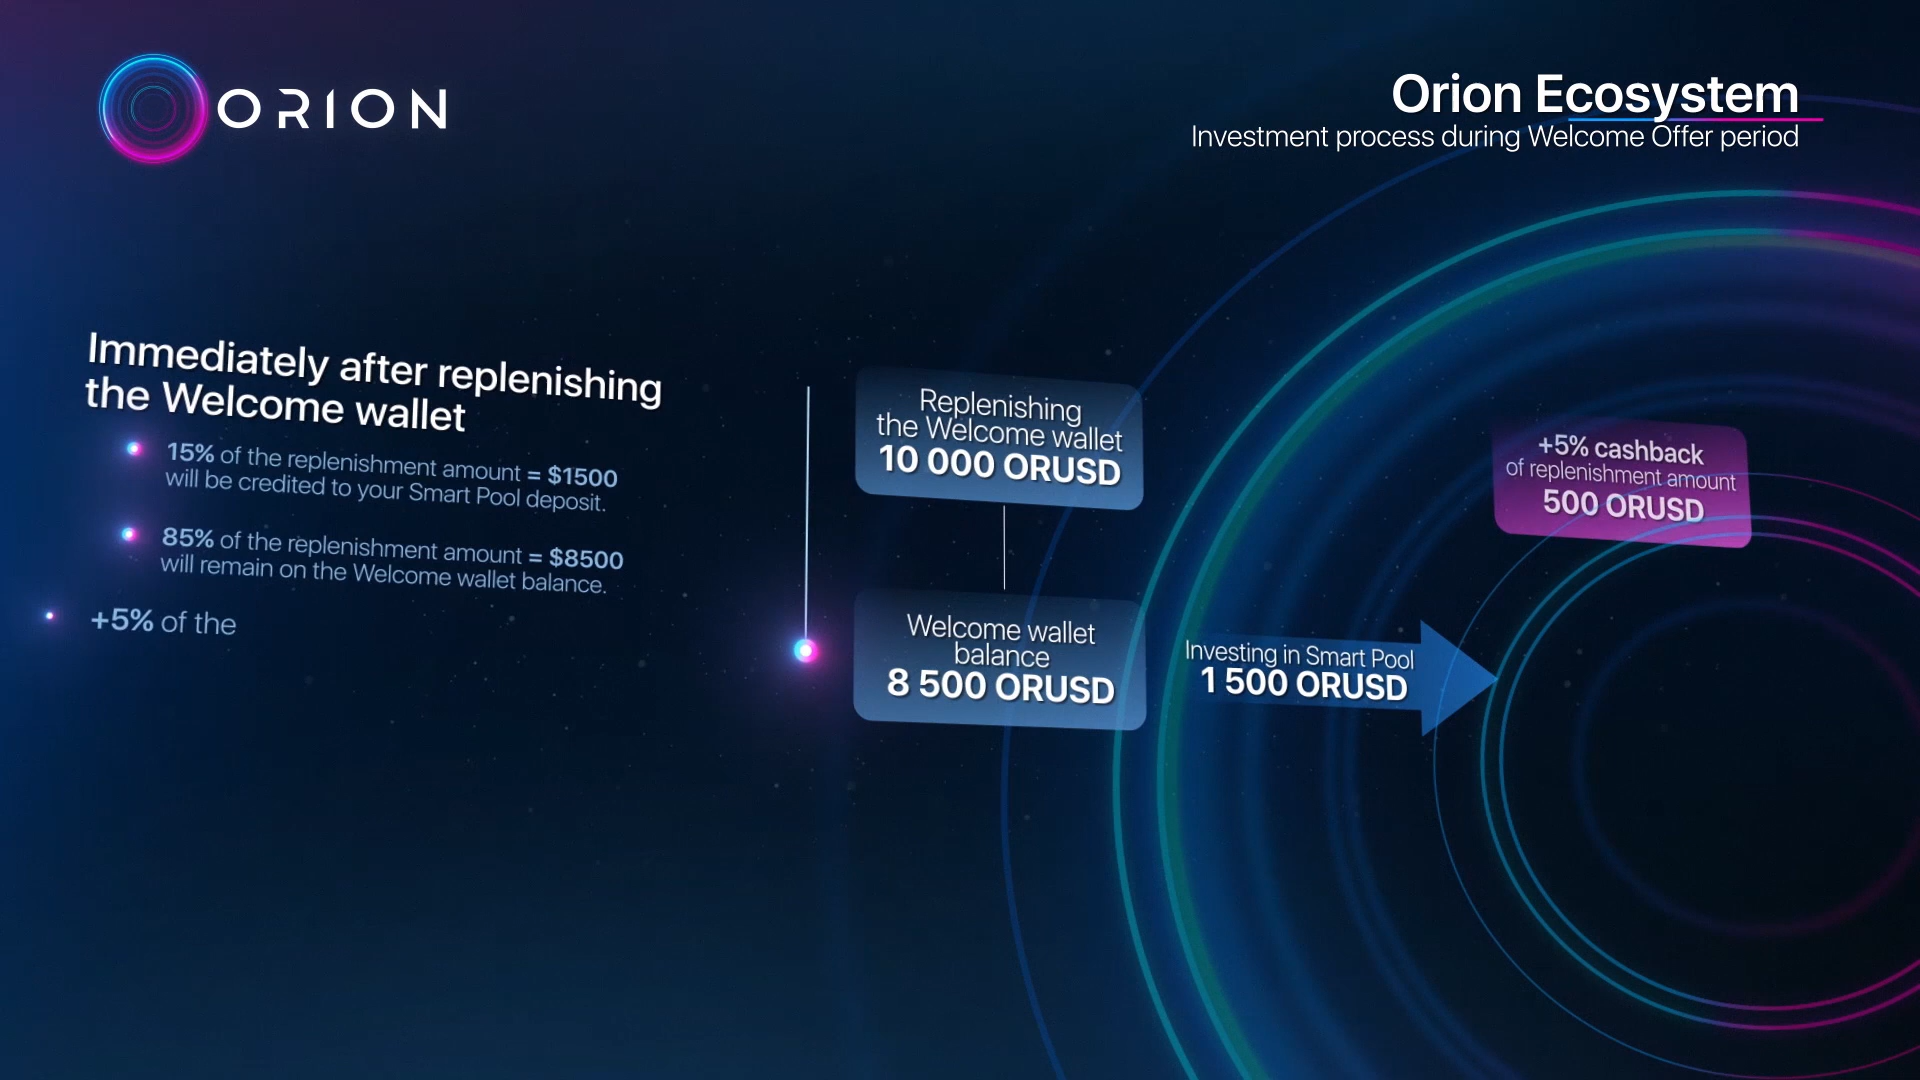 ORION
Orion Ecosystem
Investment process during Welcome Offer period
Immediately after replenishing
the Welcome wallet
15% of the replenishment amount = $1500
will be credited to your Smart Pool deposit.
85% of the replenishment amount = $8500
will remain on the Welcome wallet balance.
+5% of the
Replenishing
the Welcome wallet
10 000 ORUSD
Welcome wallet
balance
8 500 ORUSD
Investing in Smart Pool
1 500 ORUSD
+5% cashback
of replenishment amount
500 ORUSD